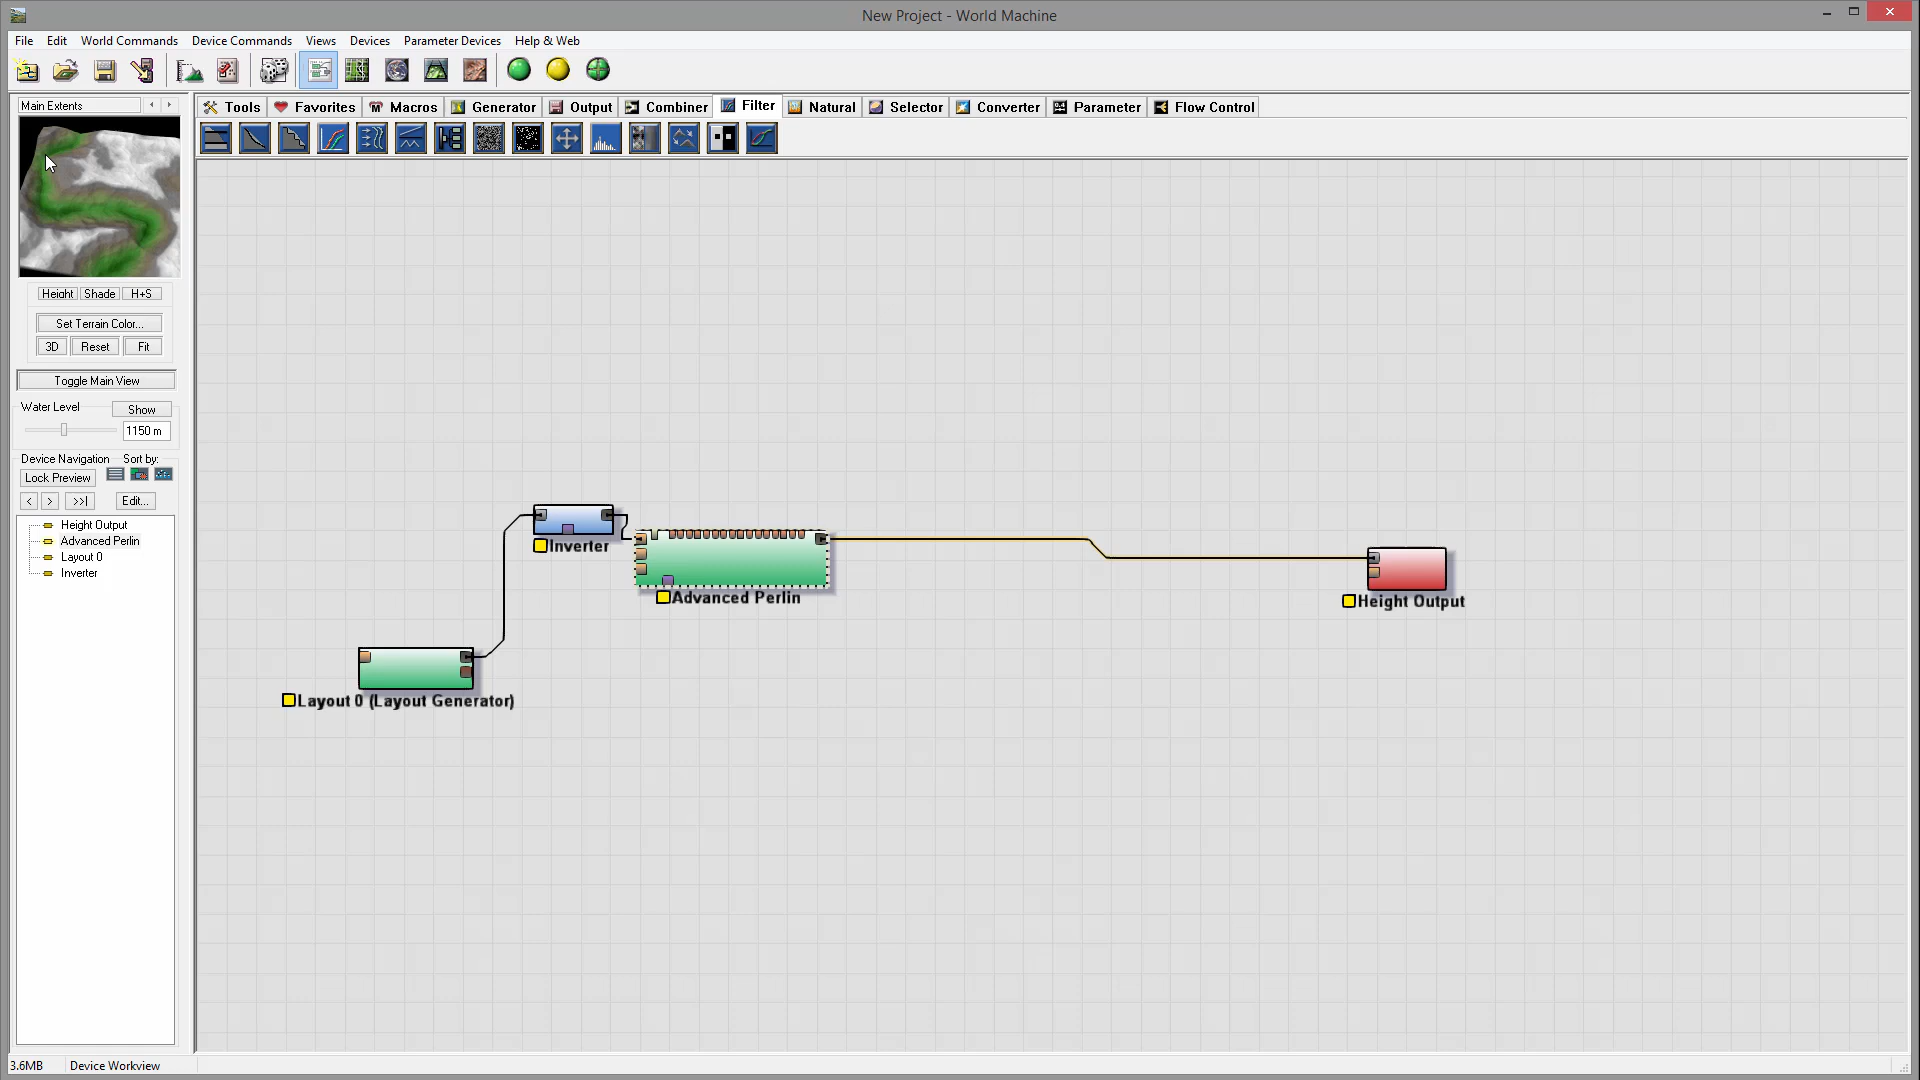 New Project - World Machine
File Edit World Commands Device Commands Views Devices Parameter Devices Help & Web
Main Extents
Tools Favorites Macros Generator Output Combiner Filter Natural Selector Converter Parameter Flow Control
Height Shade H+S
Set Terrain Color...
3D Reset Fit
Toggle Main View
Water Level Show
1150 m
Device Navigation Sort by:
Lock Preview
< > >>| Edit...
Height Output
Advanced Perlin
Layout 0
Inverter
Inverter
Advanced Perlin
Height Output
Layout 0 (Layout Generator)
3.6MB Device Workview